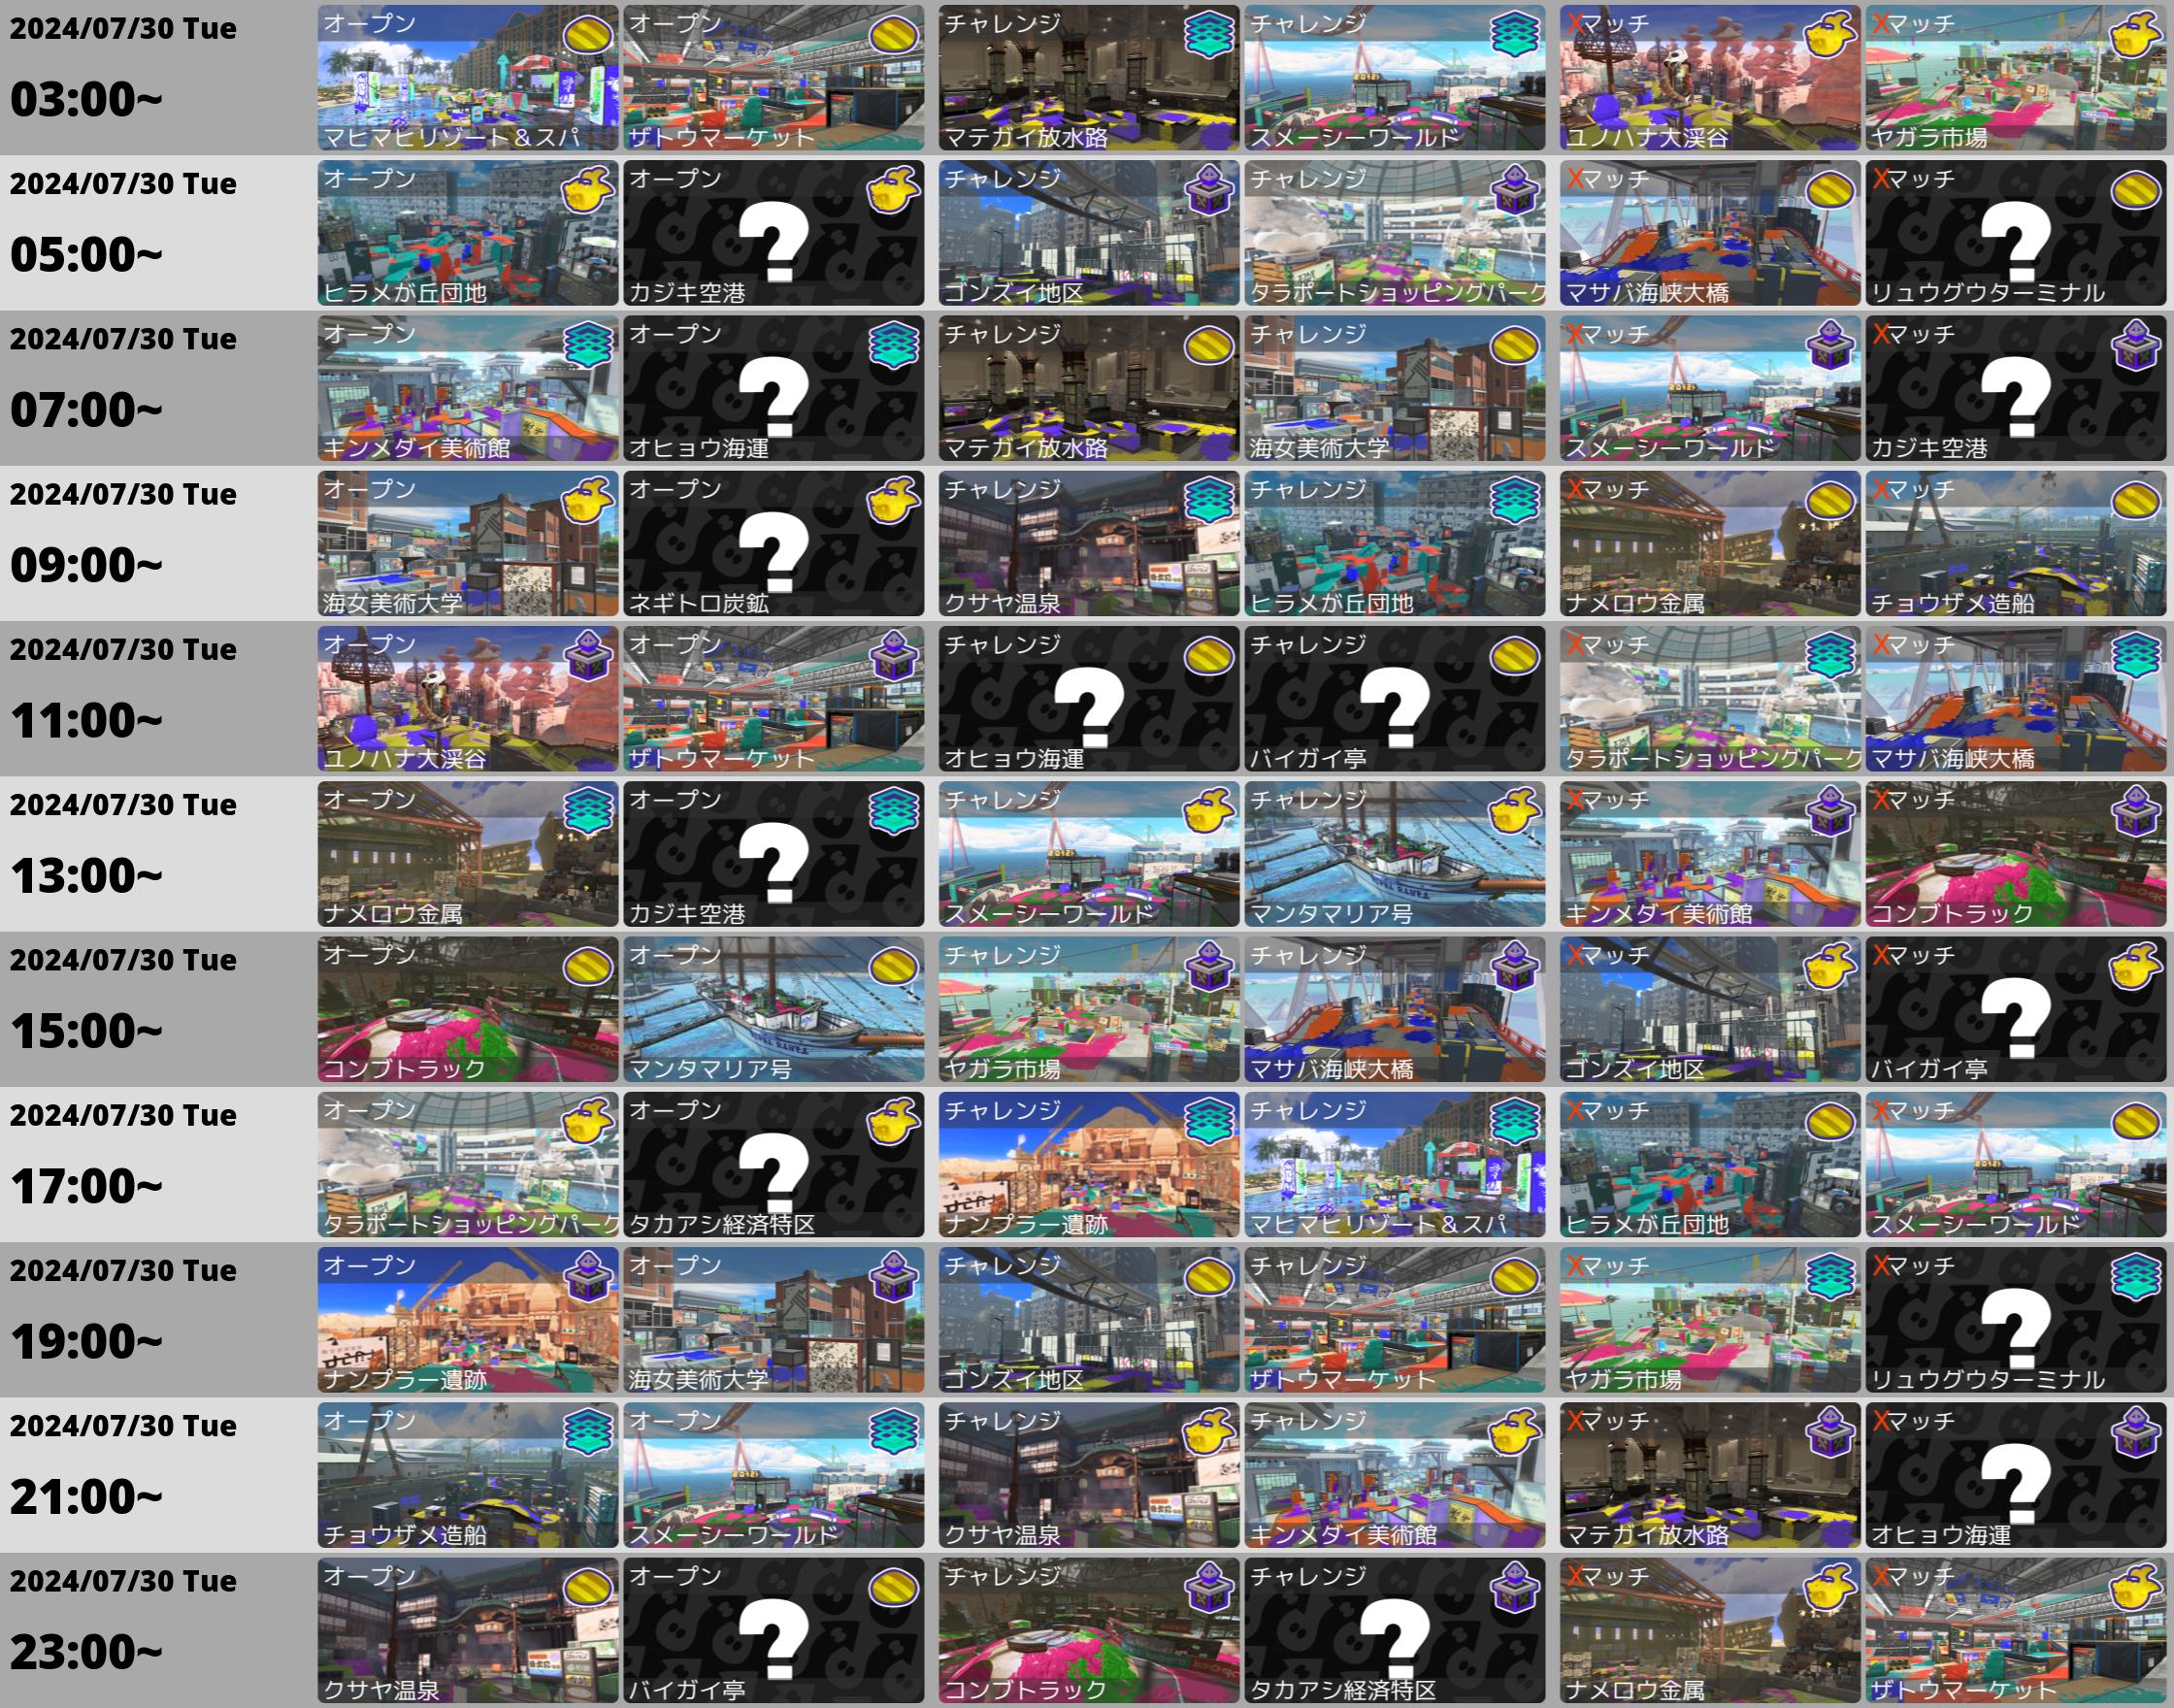 2024/07/30 Tue
03:00~
オープン
マヒマヒリゾート＆スパ
オープン
ザトウマーケット
チャレンジ
マテガイ放水路
チャレンジ
スメーシーワールド
Xマッチ
ユノハナ大渓谷
Xマッチ
ヤガラ市場
2024/07/30 Tue
05:00~
オープン
ヒラメが丘団地
オープン
カジキ空港
チャレンジ
ゴンズイ地区
チャレンジ
タラポートショッピングパーク
Xマッチ
マサバ海峡大橋
Xマッチ
リュウグウターミナル
2024/07/30 Tue
07:00~
オープン
キンメダイ美術館
オープン
オヒョウ海運
チャレンジ
マテガイ放水路
チャレンジ
海女美術大学
Xマッチ
スメーシーワールド
Xマッチ
カジキ空港
2024/07/30 Tue
09:00~
オープン
海女美術大学
オープン
ネギトロ炭鉱
チャレンジ
クサヤ温泉
チャレンジ
ヒラメが丘団地
Xマッチ
ナメロウ金属
Xマッチ
チョウザメ造船
2024/07/30 Tue
11:00~
オープン
ユノハナ大渓谷
オープン
ザトウマーケット
チャレンジ
オヒョウ海運
チャレンジ
バイガイ亭
Xマッチ
タラポートショッピングパーク
Xマッチ
マサバ海峡大橋
2024/07/30 Tue
13:00~
オープン
ナメロウ金属
オープン
カジキ空港
チャレンジ
スメーシーワールド
チャレンジ
マンタマリア号
Xマッチ
キンメダイ美術館
Xマッチ
コンブトラック
2024/07/30 Tue
15:00~
オープン
コンブトラック
オープン
マンタマリア号
チャレンジ
ヤガラ市場
チャレンジ
マサバ海峡大橋
Xマッチ
ゴンズイ地区
Xマッチ
バイガイ亭
2024/07/30 Tue
17:00~
オープン
タラポートショッピングパーク
オープン
タカアシ経済特区
チャレンジ
ナンプラー遺跡
チャレンジ
マヒマヒリゾート＆スパ
Xマッチ
ヒラメが丘団地
Xマッチ
スメーシーワールド
2024/07/30 Tue
19:00~
オープン
ナンプラー遺跡
オープン
海女美術大学
チャレンジ
ゴンズイ地区
チャレンジ
ザトウマーケット
Xマッチ
ヤガラ市場
Xマッチ
リュウグウターミナル
2024/07/30 Tue
21:00~
オープン
チョウザメ造船
オープン
スメーシーワールド
チャレンジ
クサヤ温泉
チャレンジ
キンメダイ美術館
Xマッチ
マテガイ放水路
Xマッチ
オヒョウ海運
2024/07/30 Tue
23:00~
オープン
クサヤ温泉
オープン
バイガイ亭
チャレンジ
コンブトラック
チャレンジ
タカアシ経済特区
Xマッチ
ナメロウ金属
Xマッチ
ザトウマーケット